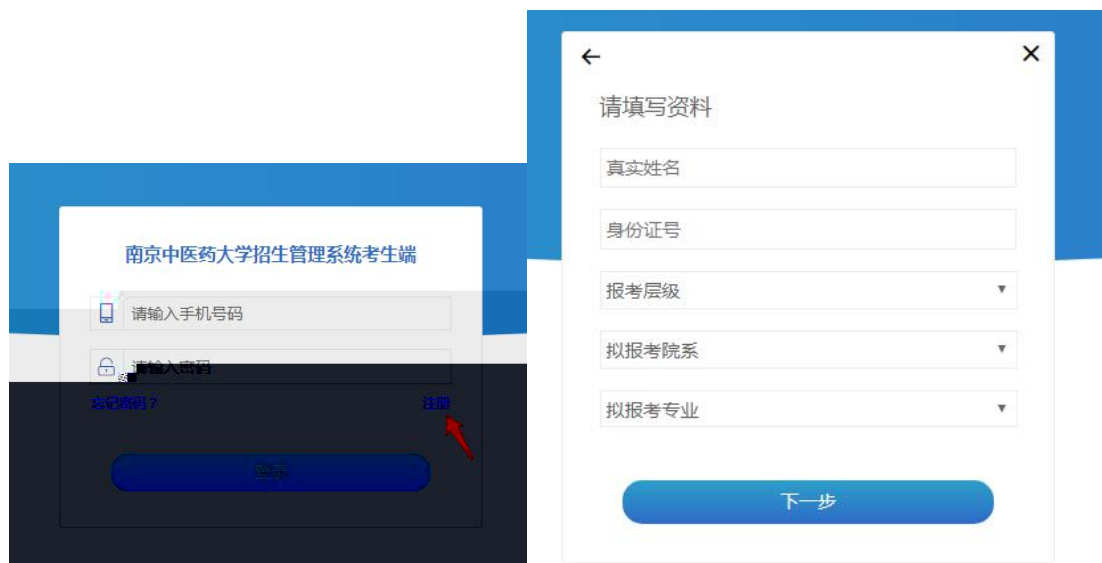 南京中医药大学招生管理系统考生端
请输入手机号码
请输入密码
忘记密码？ 注册
登录
请填写资料
真实姓名
身份证号
报考层级
拟报考院系
拟报考专业
下一步